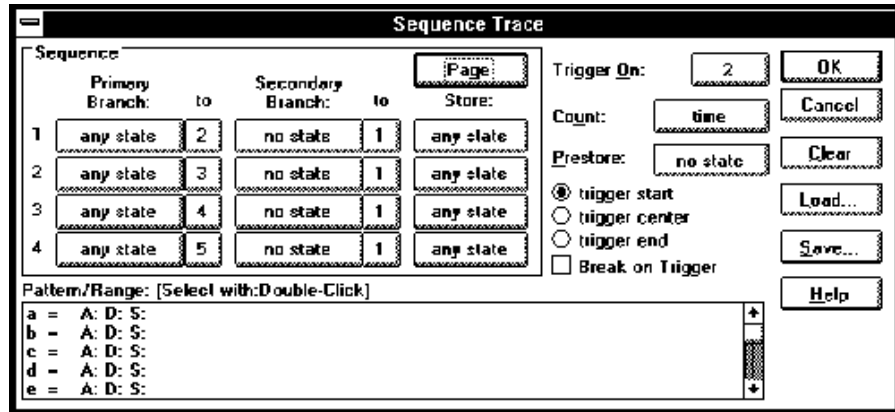 Sequence Trace
Sequence
Page
Primary Branch: to Secondary Branch: to Store:
1 any state 2 no state 1 any state
2 any state 3 no state 1 any state
3 any state 4 no state 1 any state
4 any state 5 no state 1 any state
Trigger On: 2
Count: time
Prestore: no state
trigger start
trigger center
trigger end
Break on Trigger
OK
Cancel
Clear
Load...
Save...
Help
Pattern/Range: [Select with:Double-Click]
a = A: D: S:
b = A: D: S:
c = A: D: S:
d = A: D: S:
e = A: D: S: